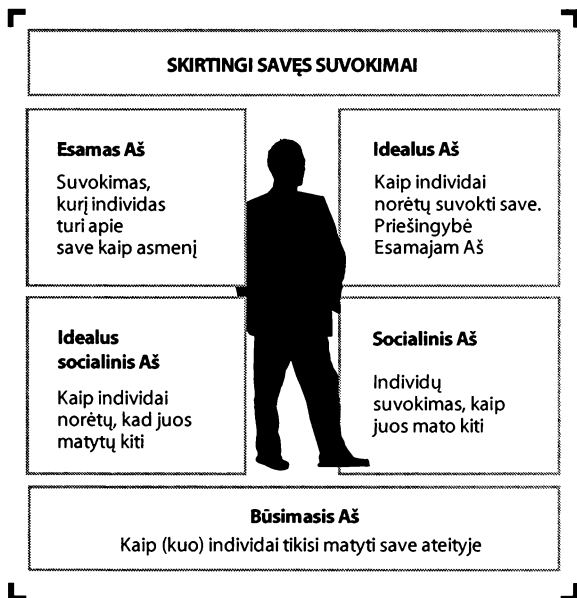 SKIRTINGI SAVĘS SUVOKIMAI
Esamas Aš
Suvokimas,
kurį individas
turi apie
save kaip asmenį
Idealus Aš
Kaip individai
norėtų suvokti save.
Priešingybė
Esamajam Aš
Idealus
socialinis Aš
Kaip individai
norėtų, kad juos
matytų kiti
Socialinis Aš
Individų
suvokimas, kaip
juos mato kiti
Būsimasis Aš
Kaip (kuo) individai tikisi matyti save ateityje